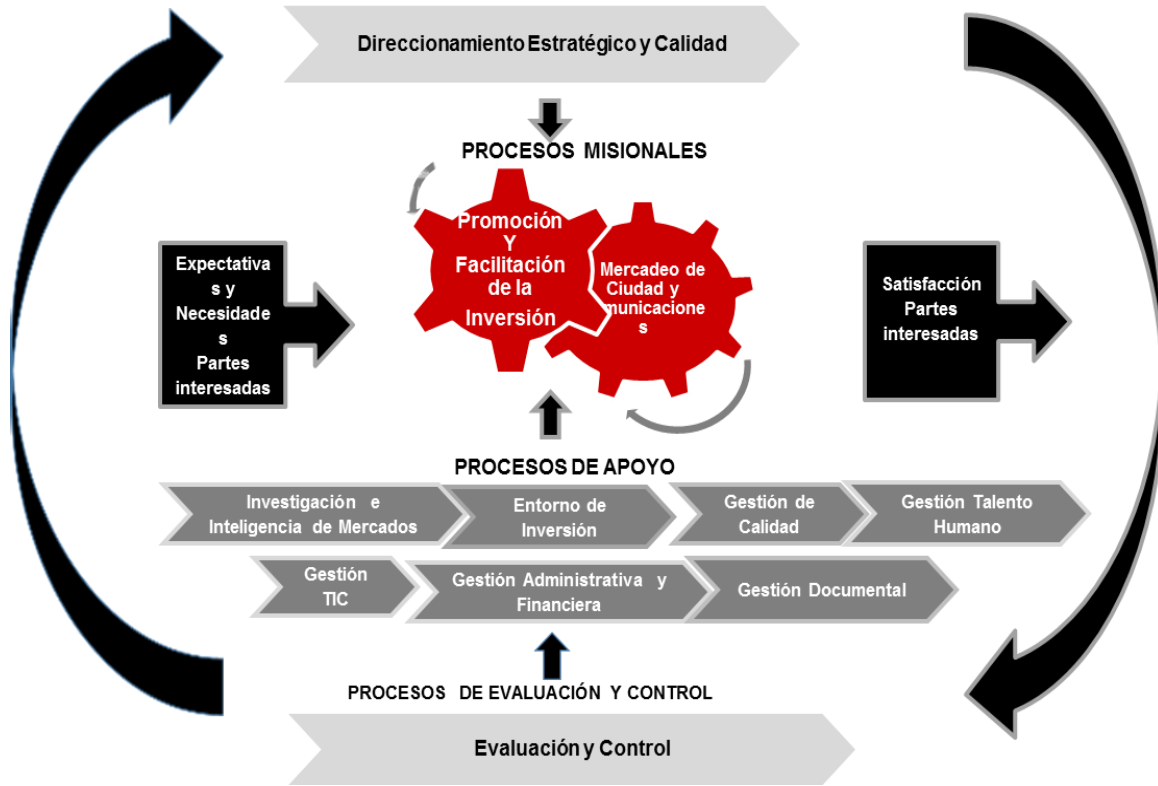 Direccionamiento Estratégico y Calidad
PROCESOS MISIONALES
Expectativa
s y
Necesidade
s
Partes
interesadas
Promoción
Y
Facilitación
de la
Inversión
Mercadeo de
Ciudad y
municacione
s
Satisfacción
Partes
interesadas
PROCESOS DE APOYO
Investigación e
Inteligencia de Mercados
Entorno de
Inversión
Gestión de
Calidad
Gestión Talento
Humano
Gestión
TIC
Gestión Administrativa y
Financiera
Gestión Documental
PROCESOS DE EVALUACIÓN Y CONTROL
Evaluación y Control